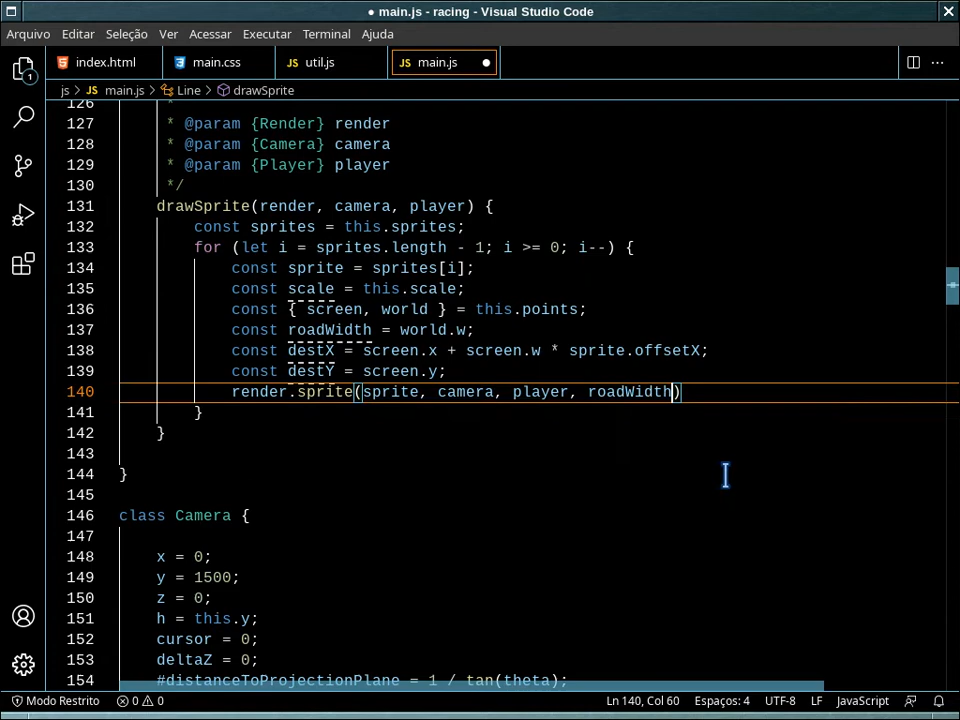 ● main.js - racing - Visual Studio Code
Arquivo Editar Seleção Ver Acessar Executar Terminal Ajuda
index.html main.css JS util.js JS main.js ●
js > JS main.js > Line > drawSprite
126 *
127 * @param {Render} render
128 * @param {Camera} camera
129 * @param {Player} player
130 */
131 drawSprite(render, camera, player) {
132 const sprites = this.sprites;
133 for (let i = sprites.length - 1; i >= 0; i--) {
134 const sprite = sprites[i];
135 const scale = this.scale;
136 const { screen, world } = this.points;
137 const roadWidth = world.w;
138 const destX = screen.x + screen.w * sprite.offsetX;
139 const destY = screen.y;
140 render.sprite(sprite, camera, player, roadWidth)
141 }
142 }
143
144 }
145
146 class Camera {
147
148 x = 0;
149 y = 1500;
150 z = 0;
151 h = this.y;
152 cursor = 0;
153 deltaZ = 0;
154 #distanceToProjectionPlane = 1 / tan(theta);
1
Modo Restrito 0 0 Ln 140, Col 60 Espaços: 4 UTF-8 LF JavaScript